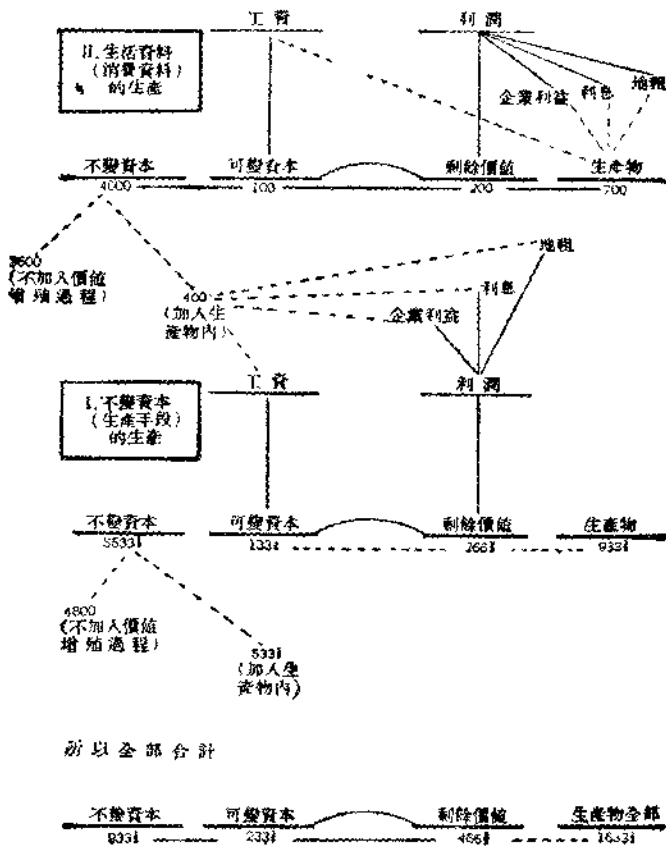 工資 利潤
II.生活資料
(消費資料)
的生產
企業利益 利息 地租
不變資本 可變資本 剩餘價値 生產物
4000 100 200 700
3600
(不加入價値
增殖過程)
400
(加入生
產物內)
地租
利息
企業利益
工資 利潤
I.不變資本
(生產手段)
的生產
不變資本 可變資本 剩餘價値 生產物
5533⅓ 133⅓ 266⅔ 933⅓
4800
(不加入價値
增殖過程)
533⅓
(加入生
產物內)
所以全部合計
不變資本 可變資本 剩餘價値 生產物全部
933⅓ 233⅓ 466⅔ 1633⅓